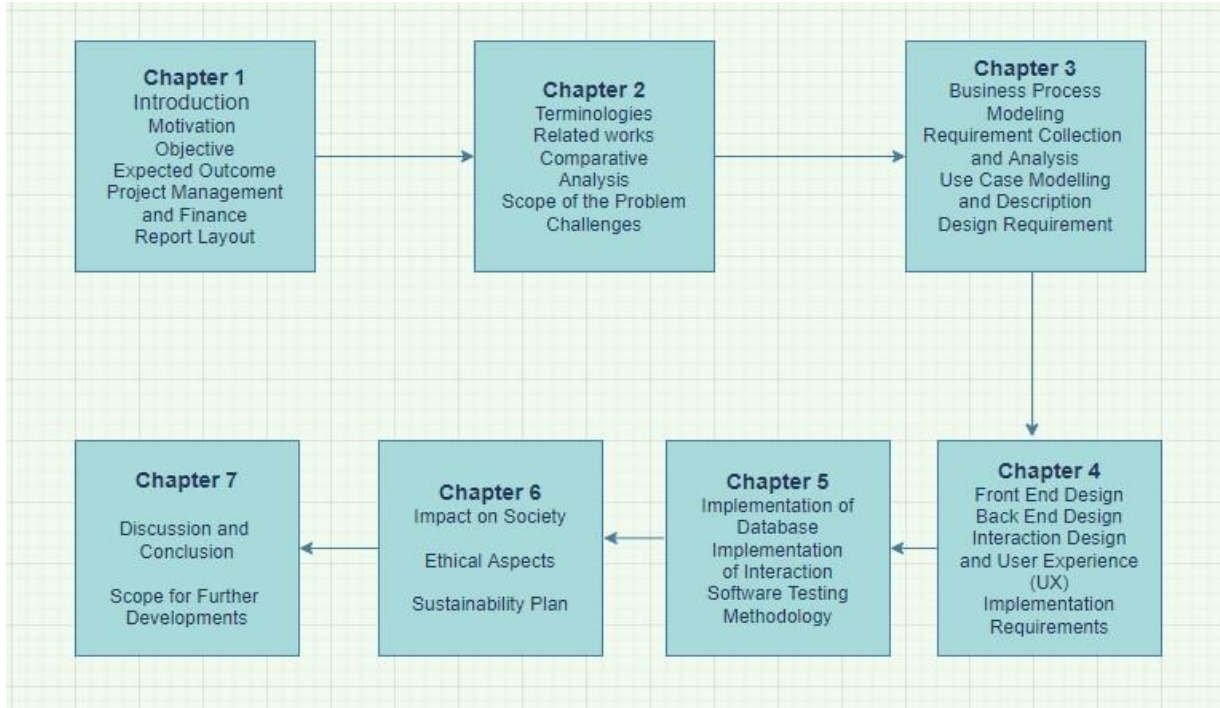 Chapter 1
Introduction
Motivation
Objective
Expected Outcome
Project Management
and Finance
Report Layout
Chapter 2
Terminologies
Related works
Comparative
Analysis
Scope of the Problem
Challenges
Chapter 3
Business Process
Modeling
Requirement Collection
and Analysis
Use Case Modelling
and Description
Design Requirement
Chapter 4
Front End Design
Back End Design
Interaction Design
and User Experience
(UX)
Implementation
Requirements
Chapter 5
Implementation of
Database
Implementation
of Interaction
Software Testing
Methodology
Chapter 6
Impact on Society
Ethical Aspects
Sustainability Plan
Chapter 7
Discussion and
Conclusion
Scope for Further
Developments